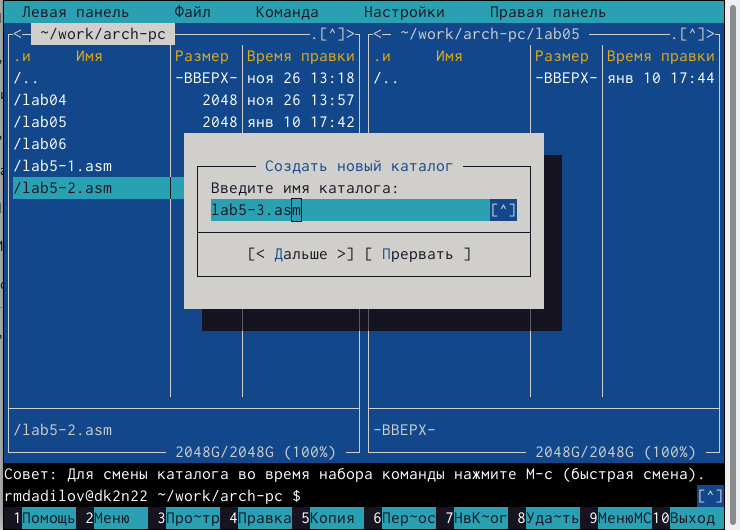 Левая панель Файл Команда Настройки Правая панель
<─ ~/work/arch-pc .[^]> <─ ~/work/arch-pc/lab05 .[^]>
.и Имя Размер Время правки .и Имя Размер Время правки
/.. -ВВЕРХ- ноя 26 13:18 /.. -ВВЕРХ- янв 10 17:44
/lab04 2048 ноя 26 13:57
/lab05 2048 янв 10 17:42
/lab06
/lab5-1.asm
/lab5-2.asm
Создать новый каталог
Введите имя каталога:
lab5-3.asm [^]
[< Дальше >] [ Прервать ]
/lab5-2.asm -ВВЕРХ-
2048G/2048G (100%) 2048G/2048G (100%)
Совет: Для смены каталога во время набора команды нажмите M-c (быстрая смена).
rmdadilov@dk2n22 ~/work/arch-pc $ [^]
1Помощь 2Меню 3Про~тр 4Правка 5Копия 6Пер~ос 7НвК~ог 8Уда~ть 9МенюMC 10Выход